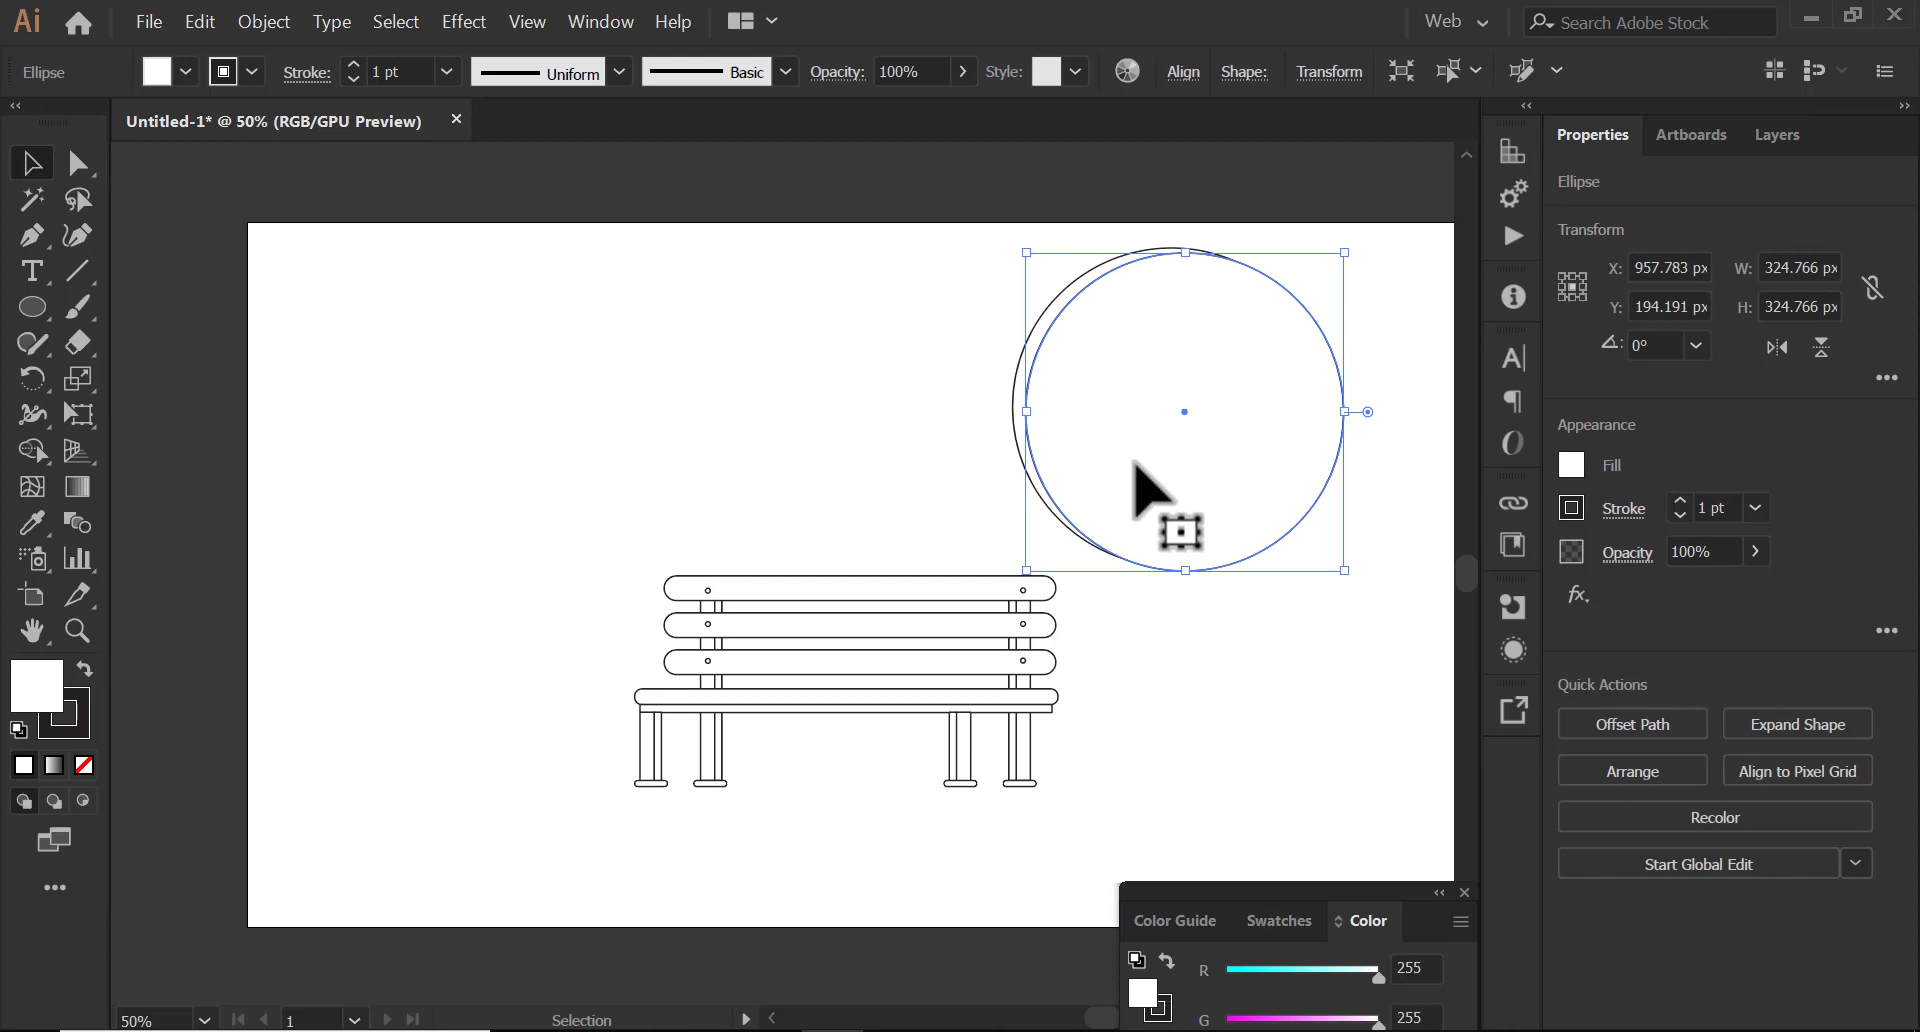 Ai File Edit Object Type Select Effect View Window Help Web Search Adobe Stock
Ellipse Stroke: 1 pt Uniform Basic Opacity: 100% Style: Align Shape: Transform
Untitled-1* @ 50% (RGB/GPU Preview)
Properties Artboards Layers
Ellipse
Transform
X: 957.783 px W: 324.766 px
Y: 194.191 px H: 324.766 px
0°
Appearance
Fill
Stroke 1 pt
Opacity 100%
fx.
Quick Actions
Offset Path Expand Shape
Arrange Align to Pixel Grid
Recolor
Start Global Edit
Color Guide Swatches Color
R 255
G 255
50% 1 Selection